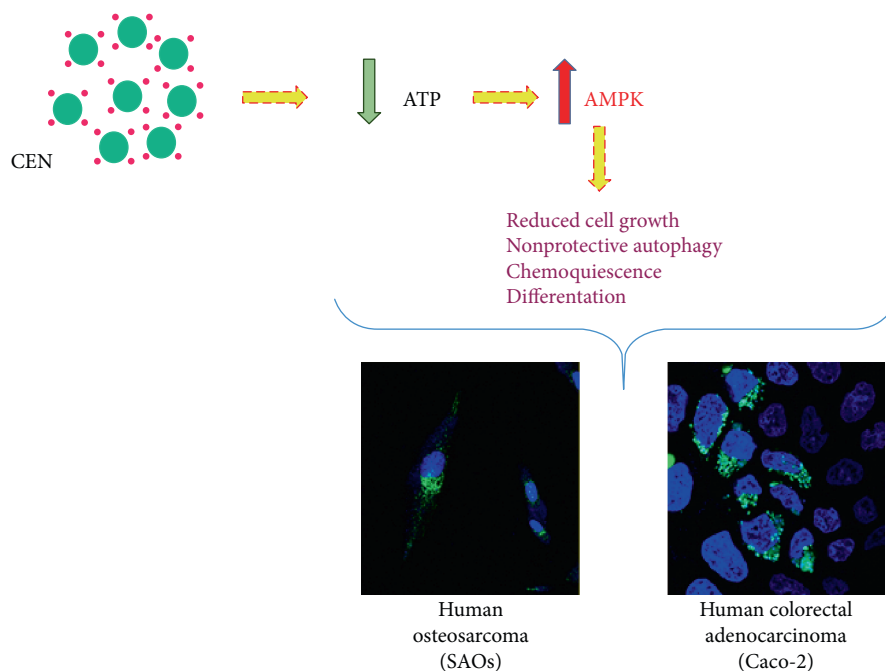 CEN
ATP
AMPK
Reduced cell growth
Nonprotective autophagy
Chemoquiescence
Differentation
Human
osteosarcoma
(SAOs)
Human colorectal
adenocarcinoma
(Caco-2)